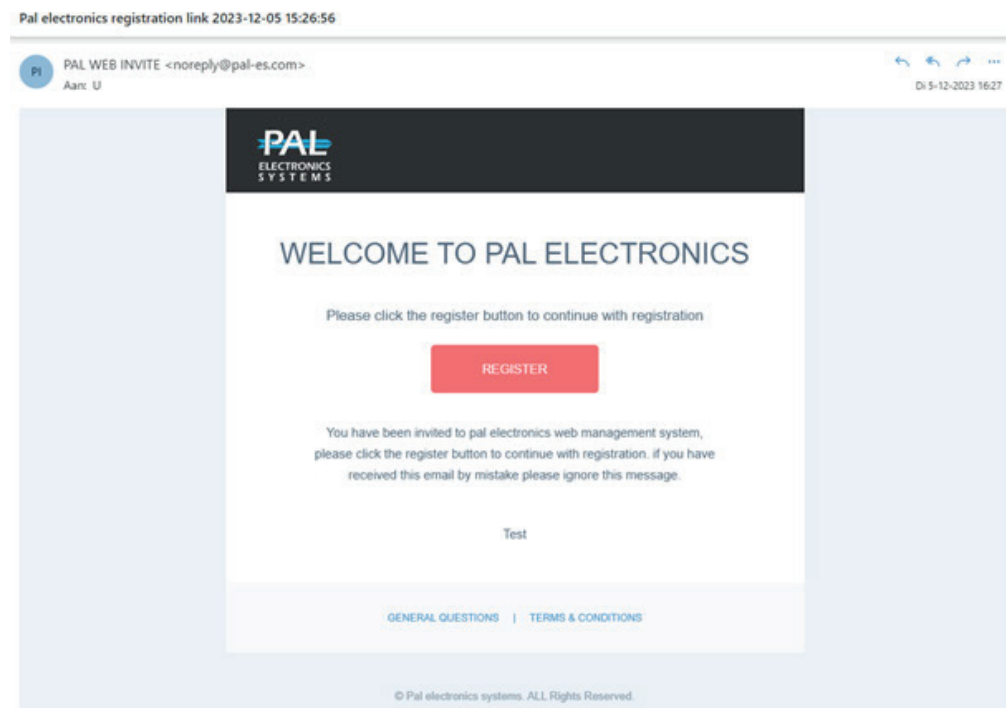 Pal electronics registration link 2023-12-05 15:26:56
PI
PAL WEB INVITE <noreply@pal-es.com>
Aan: U
Di 5-12-2023 16:27
PAL
ELECTRONICS
SYSTEMS
WELCOME TO PAL ELECTRONICS
Please click the register button to continue with registration
REGISTER
You have been invited to pal electronics web management system,
please click the register button to continue with registration. if you have
received this email by mistake please ignore this message.
Test
GENERAL QUESTIONS | TERMS & CONDITIONS
© Pal electronics systems. ALL Rights Reserved.